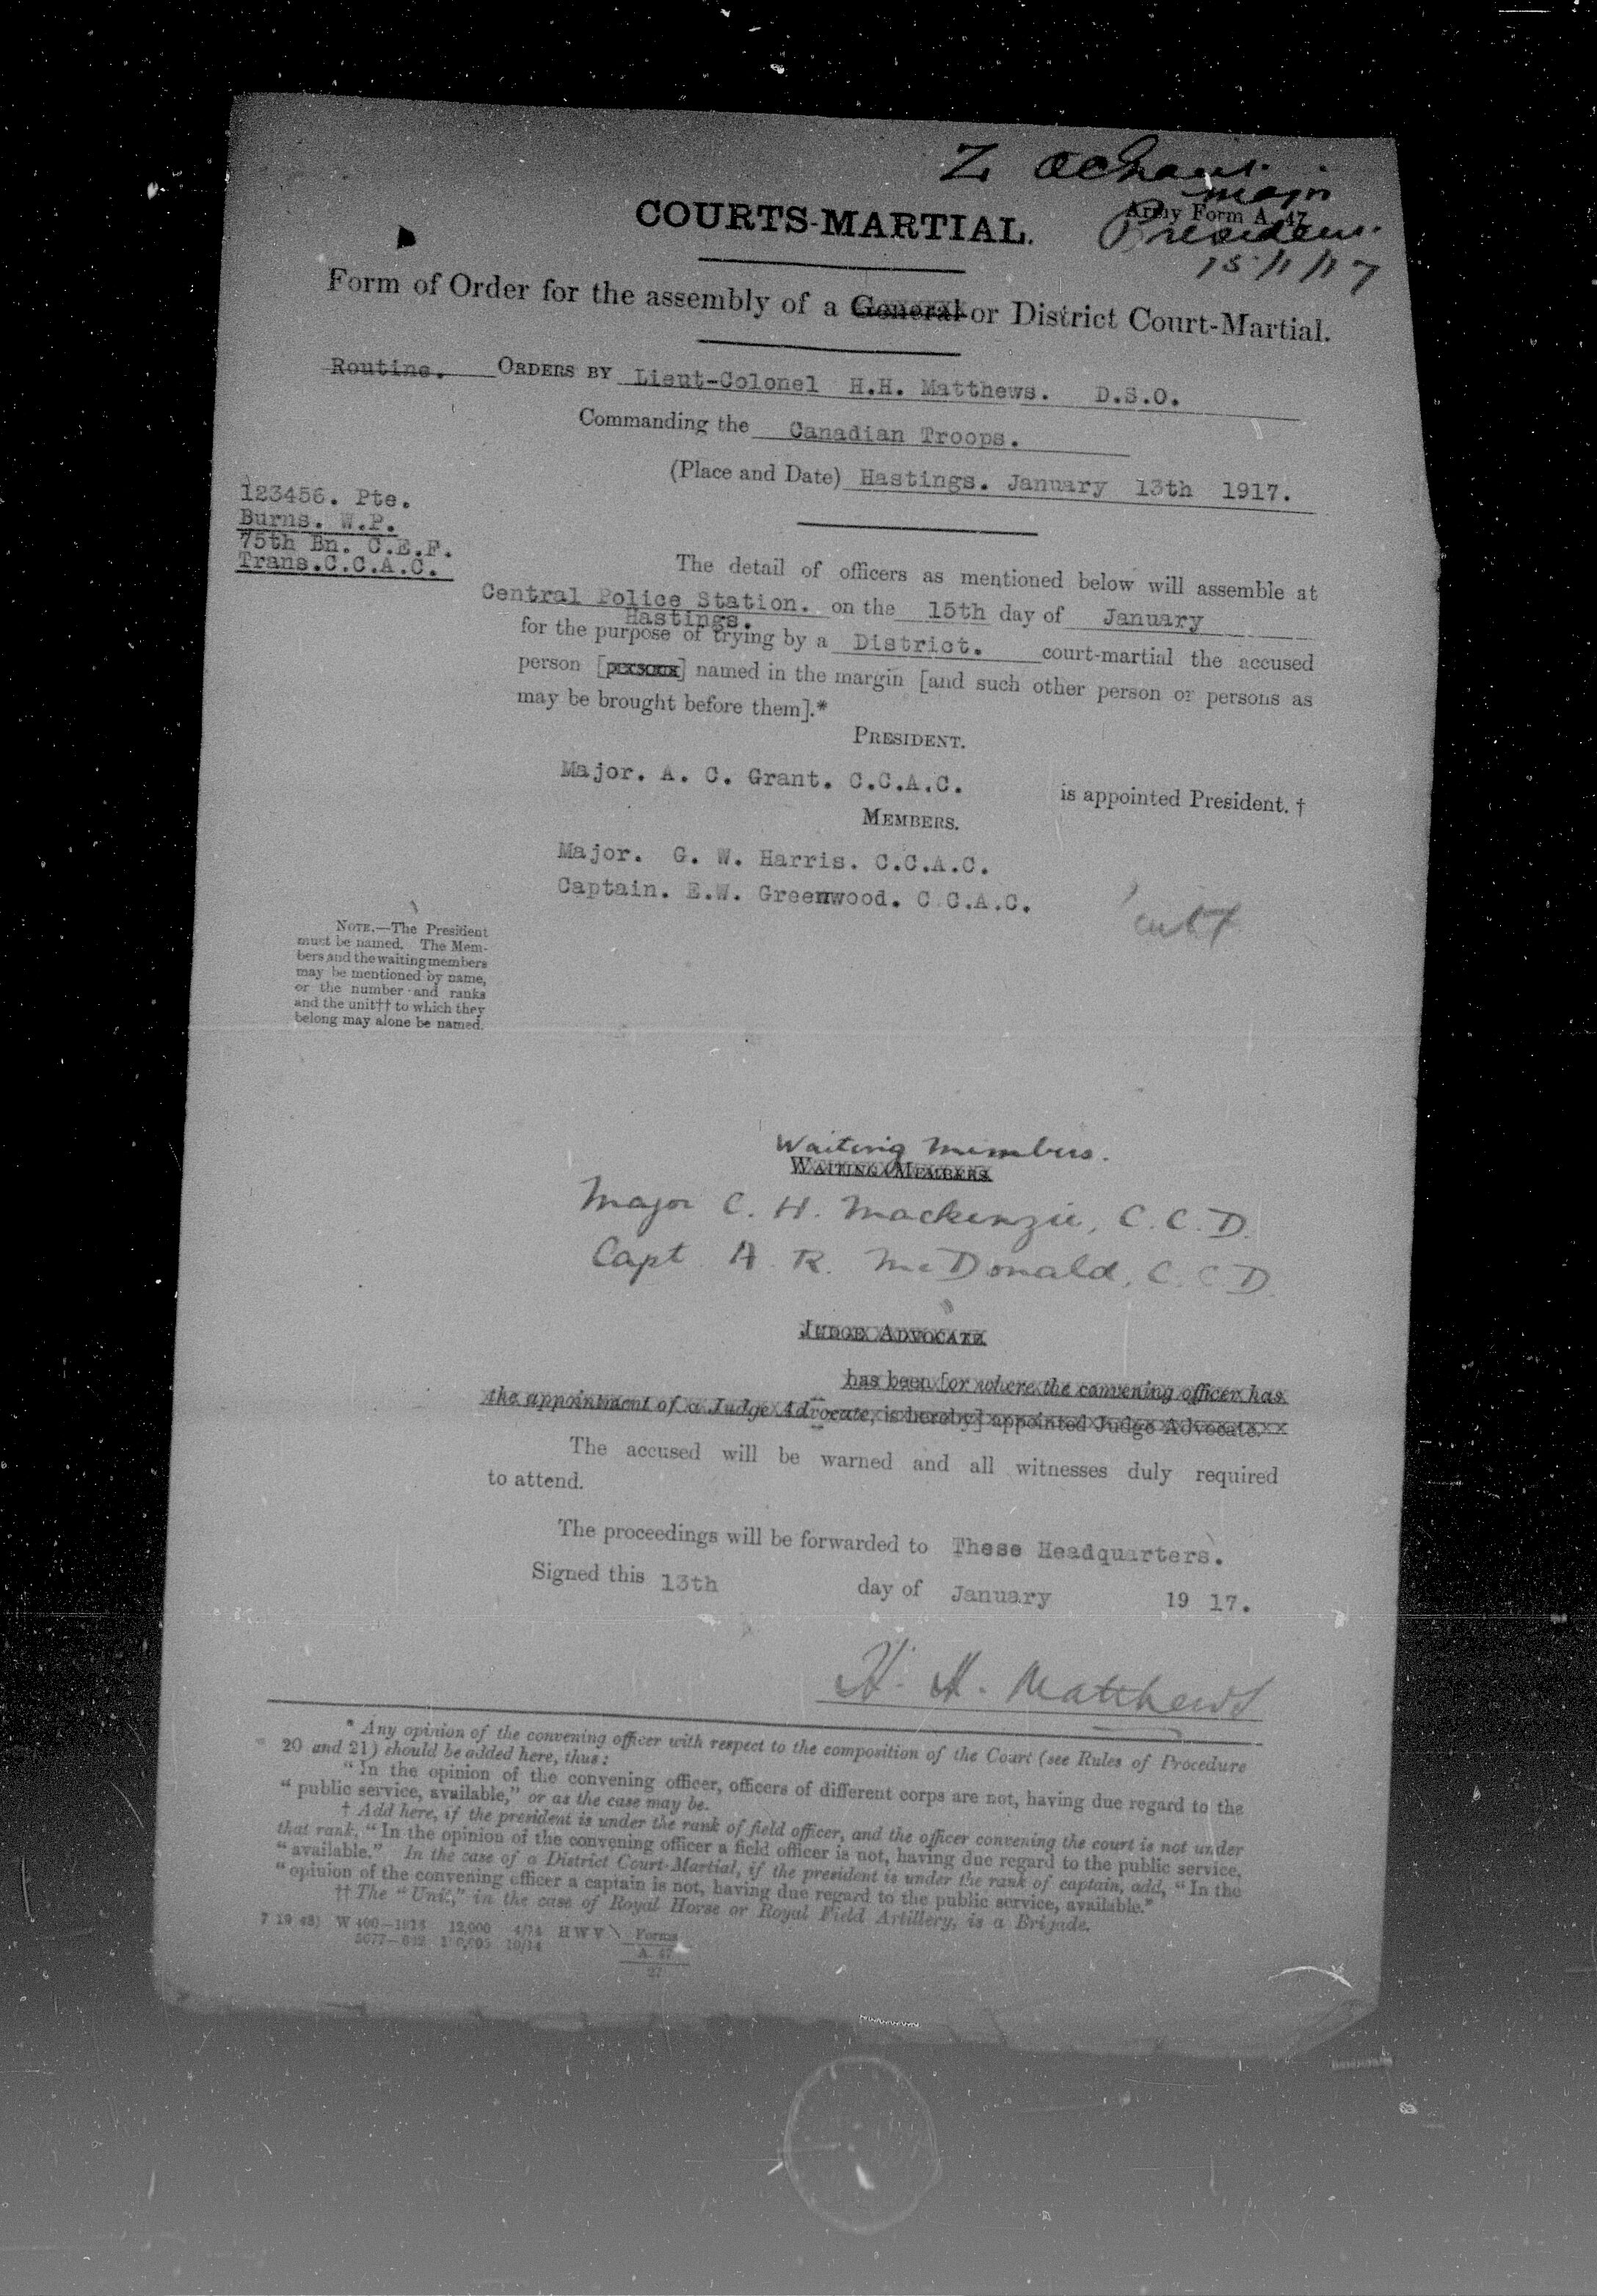 Z
Major
Army Form A. 47.
President.
15/1/17
COURTS-MARTIAL.
Form of Order for the assembly of a General or District Court-Martial.
Routine. ORDERS BY Lieut-Colonel H.H. Matthews. D.S.O.
Commanding the Canadian Troops.
(Place and Date) Hastings. January 13th 1917.
123456. Pte.
Burns. W.P.
75th Bn. C.E.F.
Trans.C.C.A.C.
The detail of officers as mentioned below will assemble at
Central Police Station. on the 15th day of January
Hastings.
for the purpose of trying by a District. court-martial the accused
person [persons] named in the margin [and such other person or persons as
may be brought before them].*
PRESIDENT.
Major. A. C. Grant. C.C.A.C. is appointed President. †
MEMBERS.
Major. G. W. Harris. C.C.A.C.
Captain. E.W. Greenwood. C.C.A.C.
NOTE.—The President
must be named. The Mem-
bers and the waiting members
may be mentioned by name,
or the number and ranks
and the unit†† to which they
belong may alone be named.
Waiting Members.
WAITING MEMBERS
Major C. H. Mackenzie, C.C.D.
Capt A. R. McDonald, C.C.D.
JUDGE ADVOCATE
has been [or where the convening officer has
the appointment of a Judge Advocate, is hereby] appointed Judge Advocate.
The accused will be warned and all witnesses duly required
to attend.
The proceedings will be forwarded to These Headquarters.
Signed this 13th day of January 19 17.
H. H. Matthews
* Any opinion of the convening officer with respect to the composition of the Court (see Rules of Procedure
20 and 21) should be added here, thus:
"In the opinion of the convening officer, officers of different corps are not, having due regard to the
"public service, available," or as the case may be.
† Add here, if the president is under the rank of field officer, and the officer convening the court is not under
that rank, "In the opinion of the convening officer a field officer is not, having due regard to the public service,
"available." In the case of a District Court-Martial, if the president is under the rank of captain, add, "In the
"opinion of the convening officer a captain is not, having due regard to the public service, available."
†† The "Unit," in the case of Royal Horse or Royal Field Artillery, is a Brigade.
7 19 48) W 400—1818 12,000 4/14 H W V Forms
10/14 A. 47